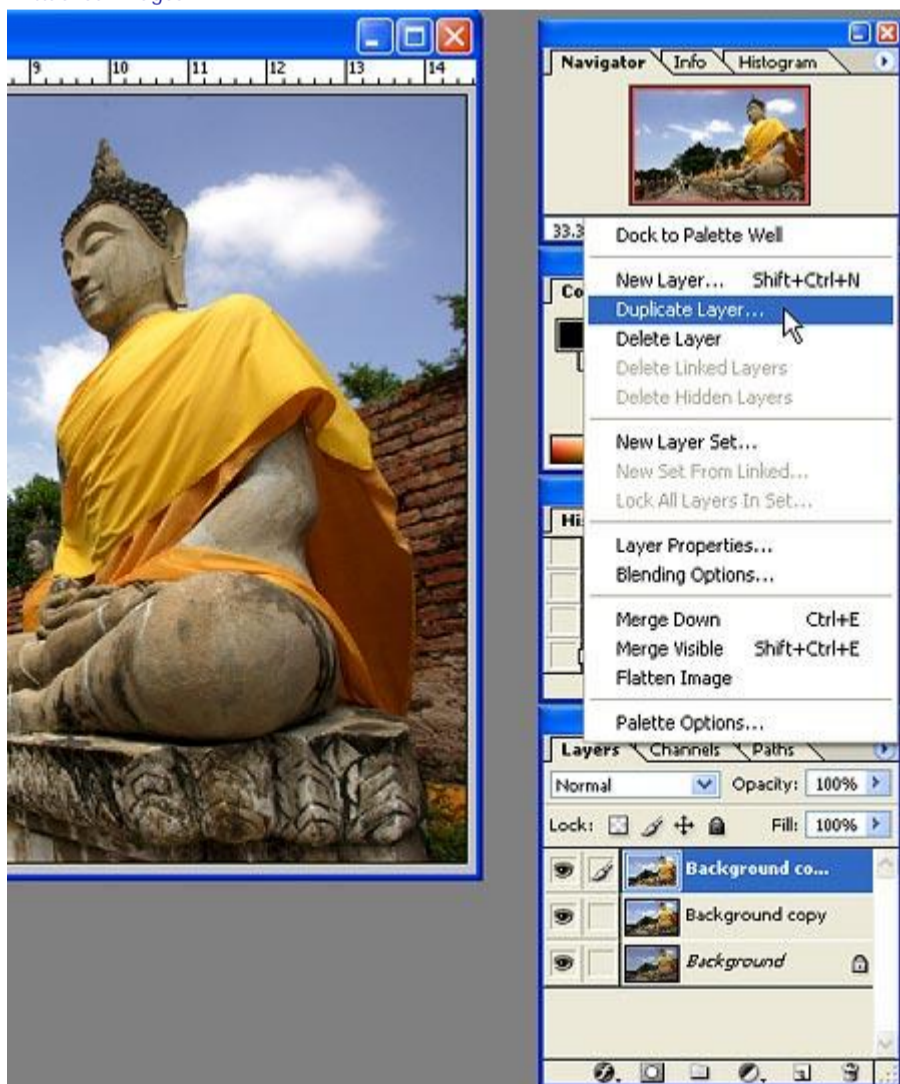 9 10 11 12 13 14
Navigator Info Histogram
33.3
Dock to Palette Well
New Layer... Shift+Ctrl+N
Co
Duplicate Layer...
Delete Layer
Delete Linked Layers
Delete Hidden Layers
New Layer Set...
New Set From Linked...
Lock All Layers In Set...
Hi
Layer Properties...
Blending Options...
Merge Down Ctrl+E
Merge Visible Shift+Ctrl+E
Flatten Image
Palette Options...
Layers Channels Paths
Normal Opacity: 100%
Lock: Fill: 100%
Background co...
Background copy
Background